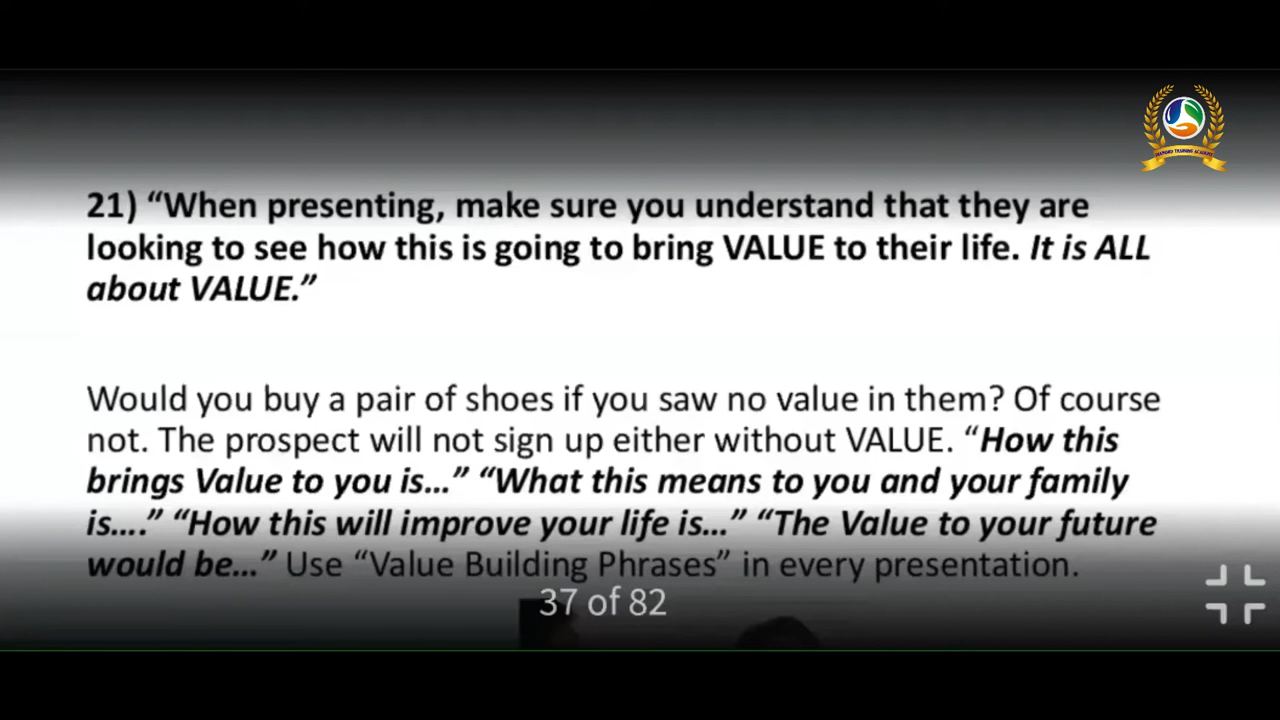 21) “When presenting, make sure you understand that they are
looking to see how this is going to bring VALUE to their life. It is ALL
about VALUE.”
Would you buy a pair of shoes if you saw no value in them? Of course
not. The prospect will not sign up either without VALUE. “How this
brings Value to you is...” “What this means to you and your family
is....” “How this will improve your life is...” “The Value to your future
would be...” Use “Value Building Phrases” in every presentation.
37 of 82